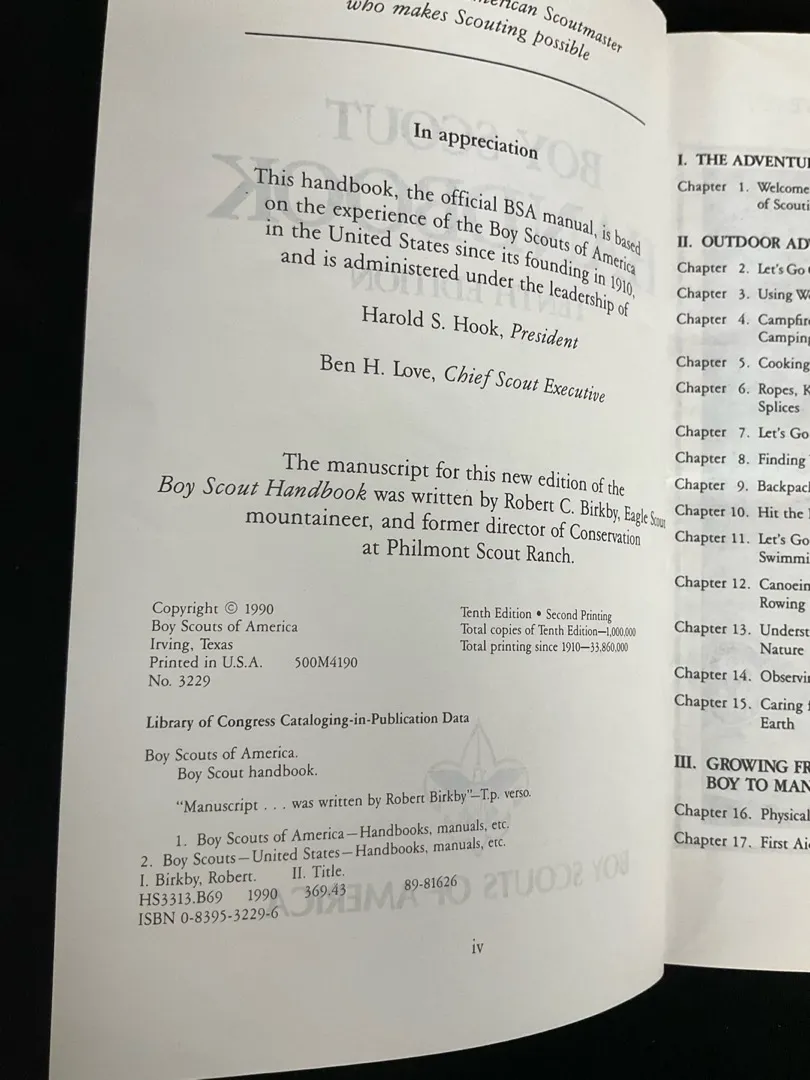 American Scoutmaster
who makes Scouting possible
In appreciation
This handbook, the official BSA manual, is based
on the experience of the Boy Scouts of America
in the United States since its founding in 1910,
and is administered under the leadership of
Harold S. Hook, President
Ben H. Love, Chief Scout Executive
The manuscript for this new edition of the
Boy Scout Handbook was written by Robert C. Birkby, Eagle Scout
mountaineer, and former director of Conservation
at Philmont Scout Ranch.
Copyright © 1990
Boy Scouts of America
Irving, Texas
Printed in U.S.A. 500M4190
No. 3229
Tenth Edition • Second Printing
Total copies of Tenth Edition—1,000,000
Total printing since 1910—33,860,000
Library of Congress Cataloging-in-Publication Data
Boy Scouts of America.
Boy Scout handbook.
"Manuscript . . . was written by Robert Birkby"—T.p. verso.
1. Boy Scouts of America—Handbooks, manuals, etc.
2. Boy Scouts—United States—Handbooks, manuals, etc.
I. Birkby, Robert. II. Title.
HS3313.B69 1990 369.43 89-81626
ISBN 0-8395-3229-6
iv
I. THE ADVENTU
Chapter 1. Welcome
of Scouti
II. OUTDOOR AD
Chapter 2. Let's Go
Chapter 3. Using W
Chapter 4. Campfir
Camping
Chapter 5. Cooking
Chapter 6. Ropes, K
Splices
Chapter 7. Let's Go
Chapter 8. Finding
Chapter 9. Backpac
Chapter 10. Hit the
Chapter 11. Let's Go
Swimmi
Chapter 12. Canoein
Rowing
Chapter 13. Underst
Nature
Chapter 14. Observi
Chapter 15. Caring f
Earth
III. GROWING FR
BOY TO MAN
Chapter 16. Physical
Chapter 17. First Ai